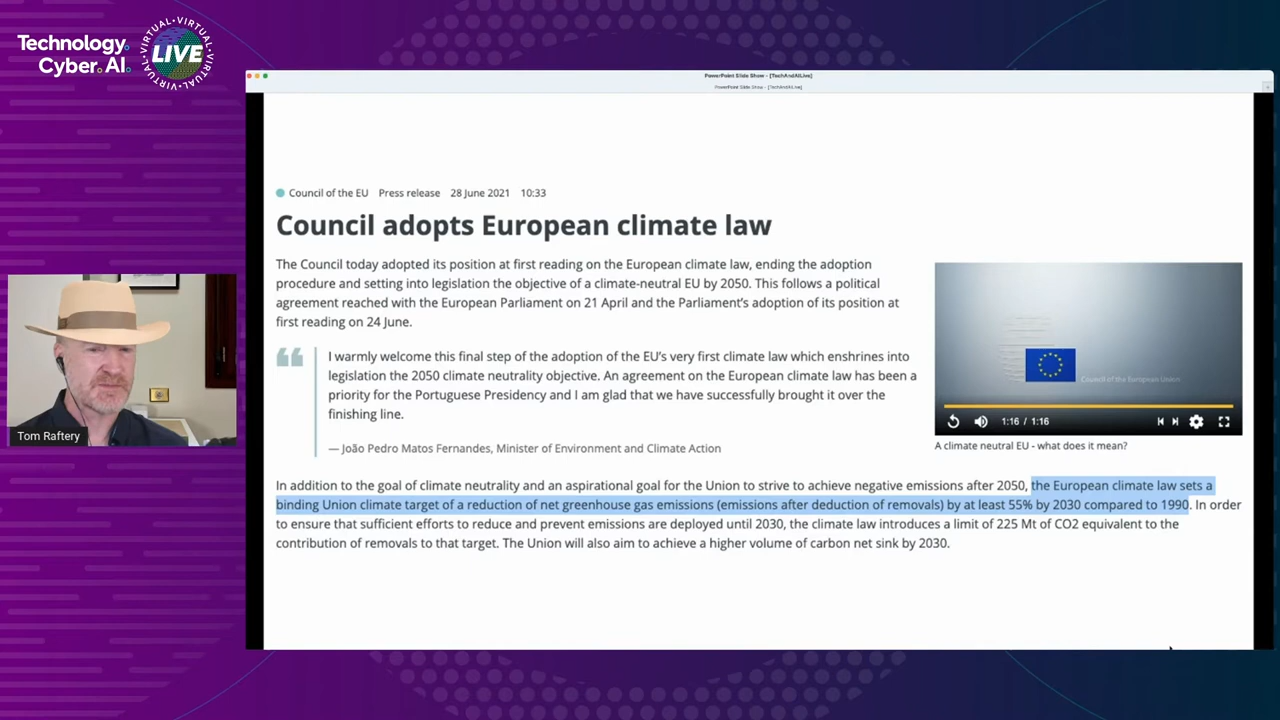 Technology.
Cyber. AI.
VIRTUAL • VIRTUAL • VIRTUAL • VIRTUAL
LIVE
PowerPoint Slide Show - [TechAndAILive]
PowerPoint Slide Show - [TechAndAILive]
Council of the EU Press release 28 June 2021 10:33
Council adopts European climate law
The Council today adopted its position at first reading on the European climate law, ending the adoption
procedure and setting into legislation the objective of a climate-neutral EU by 2050. This follows a political
agreement reached with the European Parliament on 21 April and the Parliament's adoption of its position at
first reading on 24 June.
I warmly welcome this final step of the adoption of the EU's very first climate law which enshrines into
legislation the 2050 climate neutrality objective. An agreement on the European climate law has been a
priority for the Portuguese Presidency and I am glad that we have successfully brought it over the
finishing line.
— João Pedro Matos Fernandes, Minister of Environment and Climate Action
Council of the European Union
1:16 / 1:16
A climate neutral EU - what does it mean?
In addition to the goal of climate neutrality and an aspirational goal for the Union to strive to achieve negative emissions after 2050, the European climate law sets a
binding Union climate target of a reduction of net greenhouse gas emissions (emissions after deduction of removals) by at least 55% by 2030 compared to 1990. In order
to ensure that sufficient efforts to reduce and prevent emissions are deployed until 2030, the climate law introduces a limit of 225 Mt of CO2 equivalent to the
contribution of removals to that target. The Union will also aim to achieve a higher volume of carbon net sink by 2030.
Tom Raftery